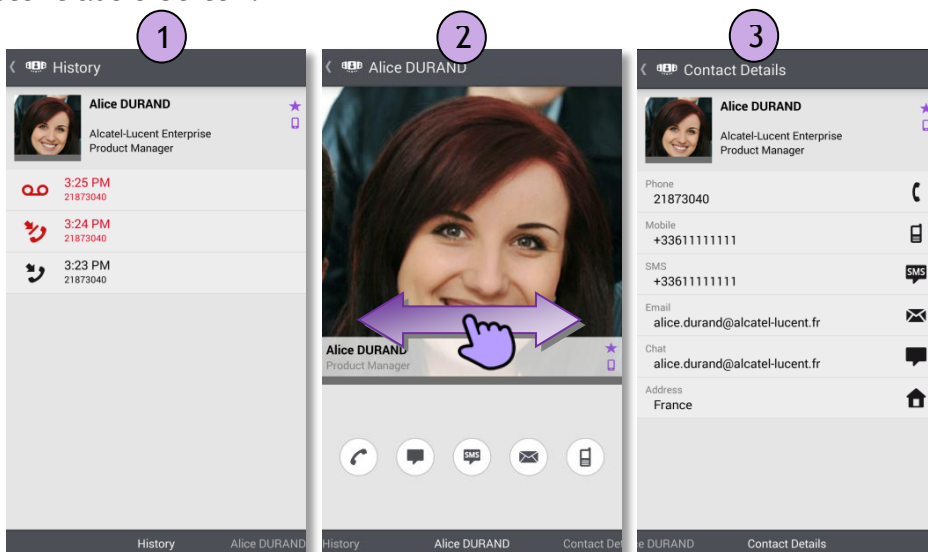 1
History
Alice DURAND
Alcatel-Lucent Enterprise
Product Manager
3:25 PM
21873040
3:24 PM
21873040
3:23 PM
21873040
History Alice DURAND
2
Alice DURAND
Alice DURAND
Product Manager
SMS
History Alice DURAND Contact Det
3
Contact Details
Alice DURAND
Alcatel-Lucent Enterprise
Product Manager
Phone
21873040
Mobile
+33611111111
SMS
+33611111111
SMS
Email
alice.durand@alcatel-lucent.fr
Chat
alice.durand@alcatel-lucent.fr
Address
France
e DURAND Contact Details